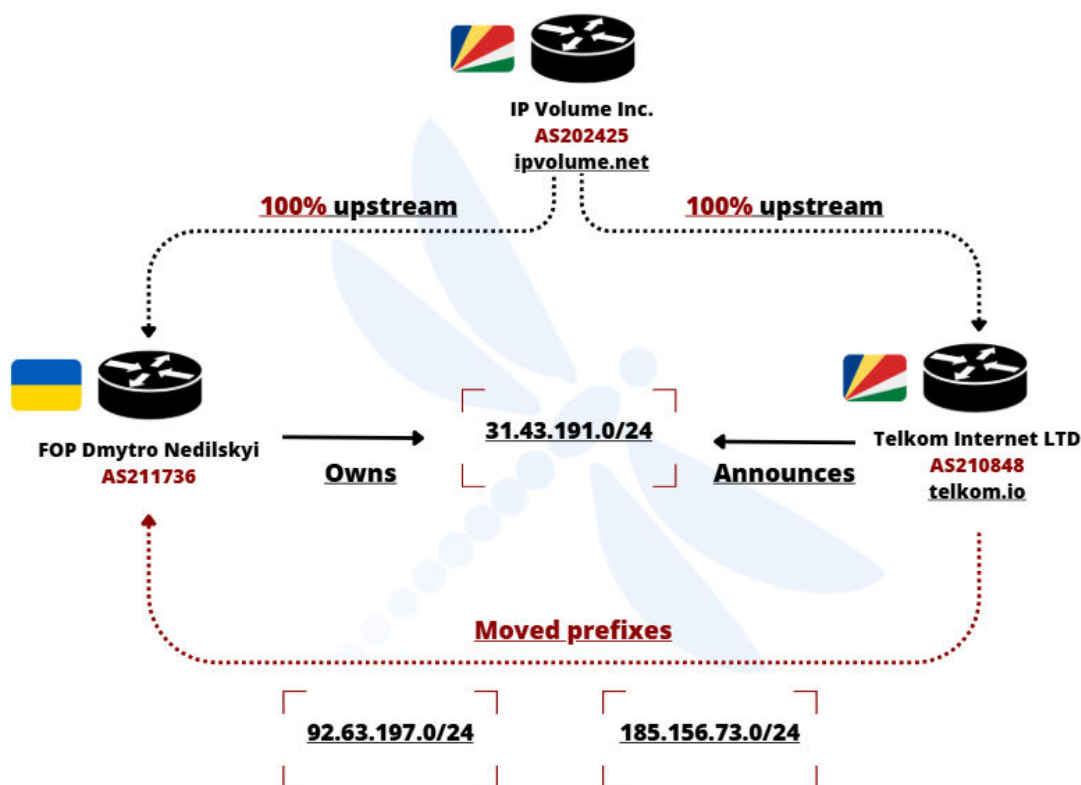 IP Volume Inc.
AS202425
ipvolume.net
100% upstream
100% upstream
FOP Dmytro Nedilskyi
AS211736
Owns
31.43.191.0/24
Announces
Telkom Internet LTD
AS210848
telkom.io
Moved prefixes
92.63.197.0/24
185.156.73.0/24